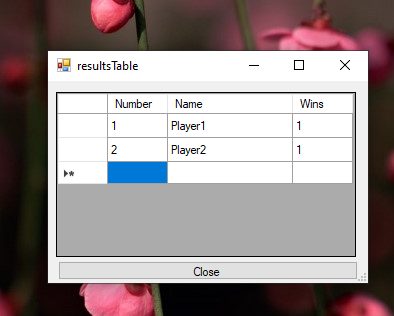 resultsTable
Number Name Wins
1 Player1 1
2 Player2 1
Close